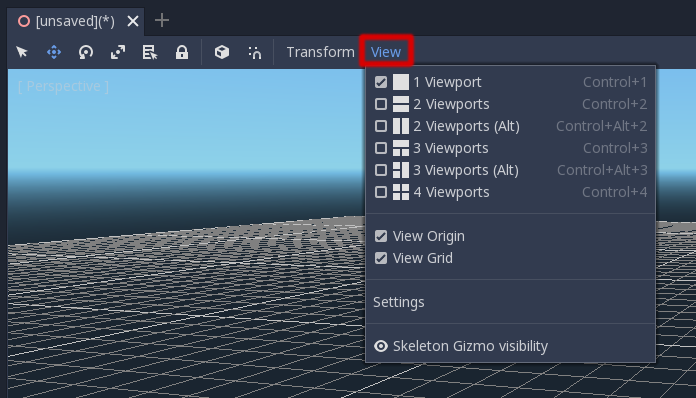 [unsaved](*)
Transform View
[ Perspective ]
1 Viewport Control+1
2 Viewports Control+2
2 Viewports (Alt) Control+Alt+2
3 Viewports Control+3
3 Viewports (Alt) Control+Alt+3
4 Viewports Control+4
View Origin
View Grid
Settings
Skeleton Gizmo visibility